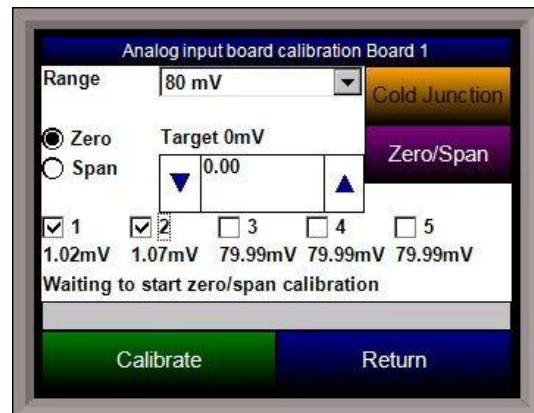 Analog input board calibration Board 1
Range 80 mV
Cold Junction
Zero Target 0mV
Zero/Span
Span 0.00
1 2 3 4 5
1.02mV 1.07mV 79.99mV 79.99mV 79.99mV
Waiting to start zero/span calibration
Calibrate Return